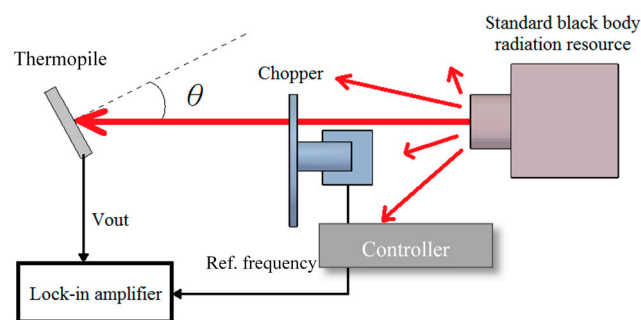 Standard black body
radiation resource
Thermopile
Chopper
θ
Vout
Controller
Ref. frequency
Lock-in amplifier